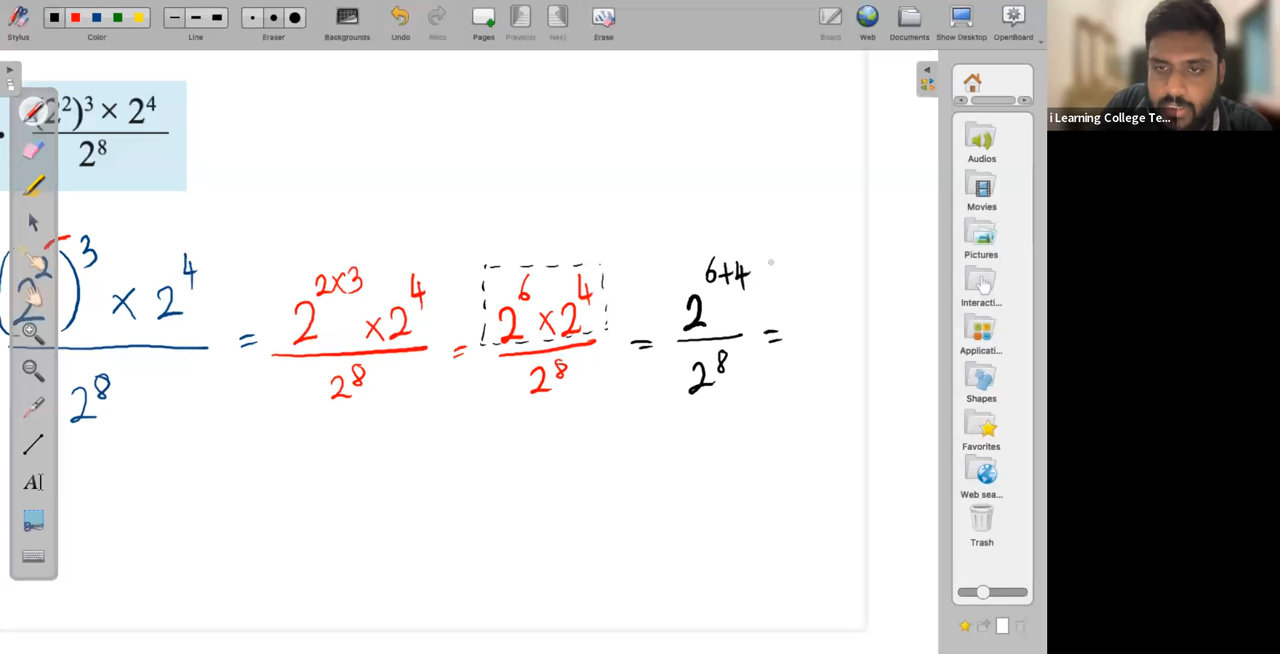 Stylus Color Line Eraser Backgrounds Undo Redo Pages Previous Next Erase Board Web Documents Show Desktop OpenBoard
i Learning College Te...
(2²)³ × 2⁴
2⁸
(2²)³ × 2⁴ = 2^(2×3) × 2⁴ = 2⁶ × 2⁴ = 2^(6+4) =
2⁸ 2⁸ 2⁸ 2⁸
Audios
Movies
Pictures
Interacti...
Applicati...
Shapes
Favorites
Web sea...
Trash
AI